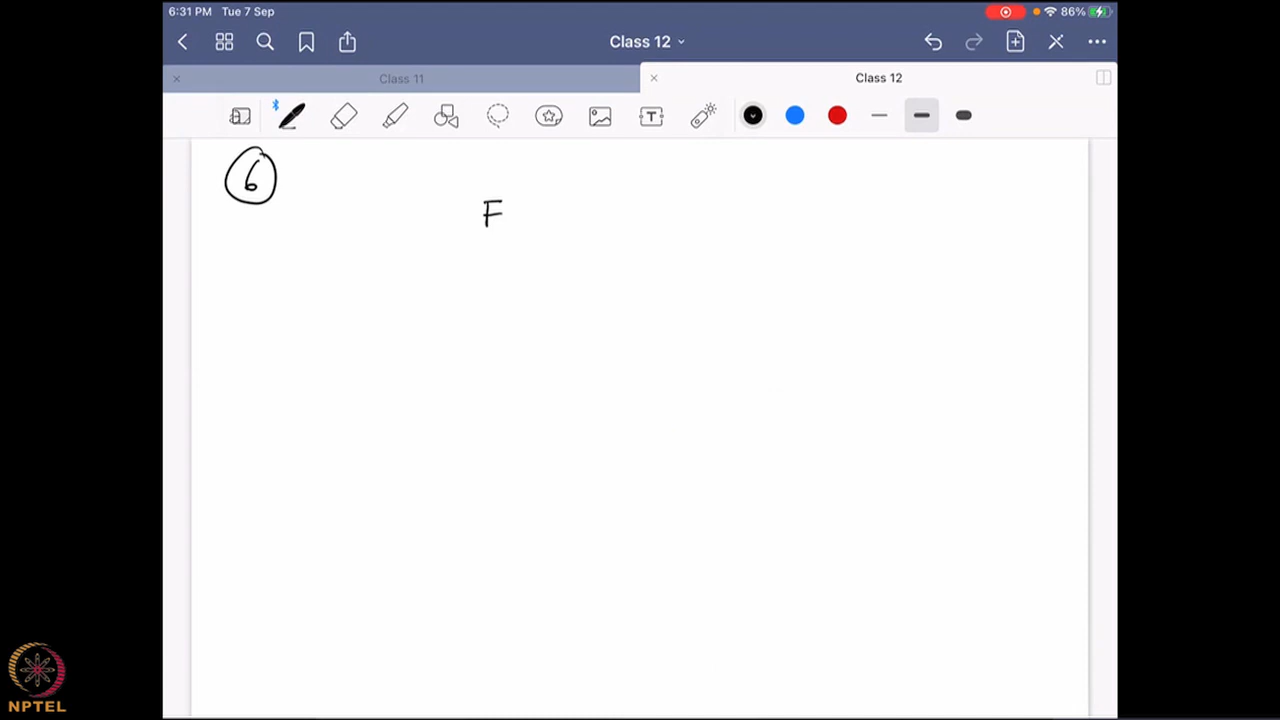 6:31 PM Tue 7 Sep 86%
Class 12
Class 11 Class 12
T
6
F
NPTEL